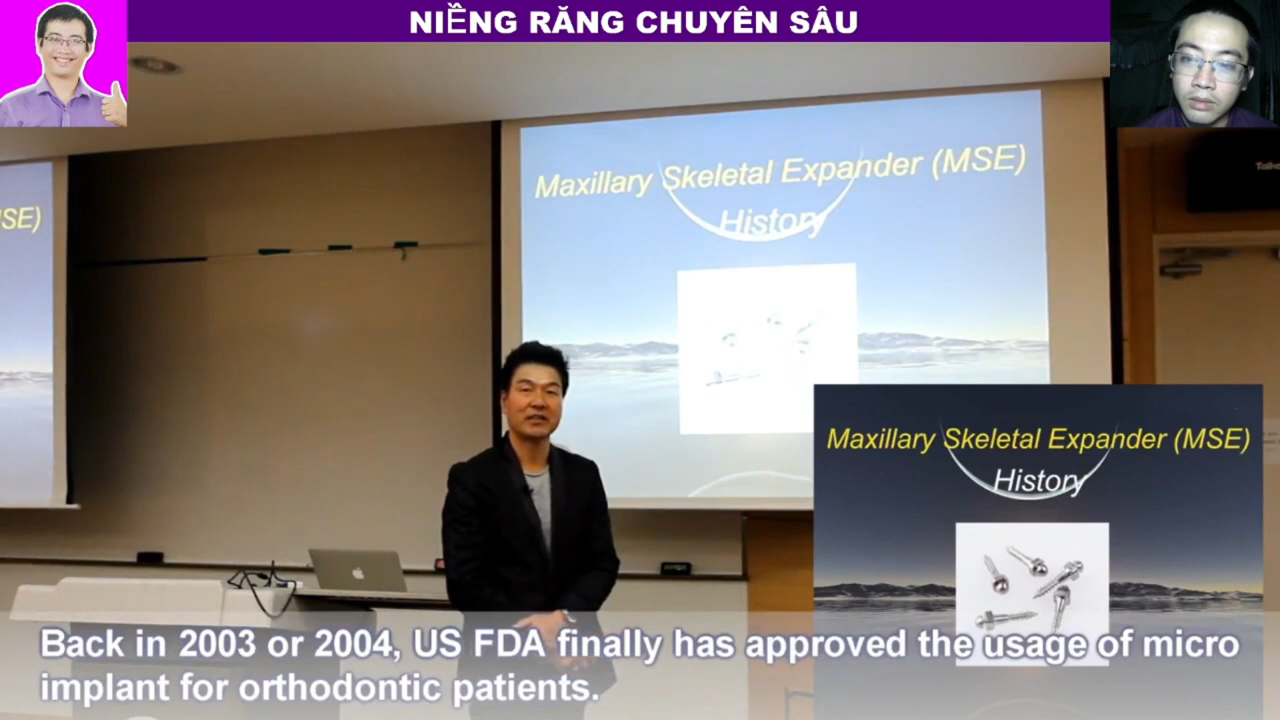 NIỀNG RĂNG CHUYÊN SÂU
Maxillary Skeletal Expander (MSE)
History
SE)
Maxillary Skeletal Expander (MSE)
History
Back in 2003 or 2004, US FDA finally has approved the usage of micro
implant for orthodontic patients.